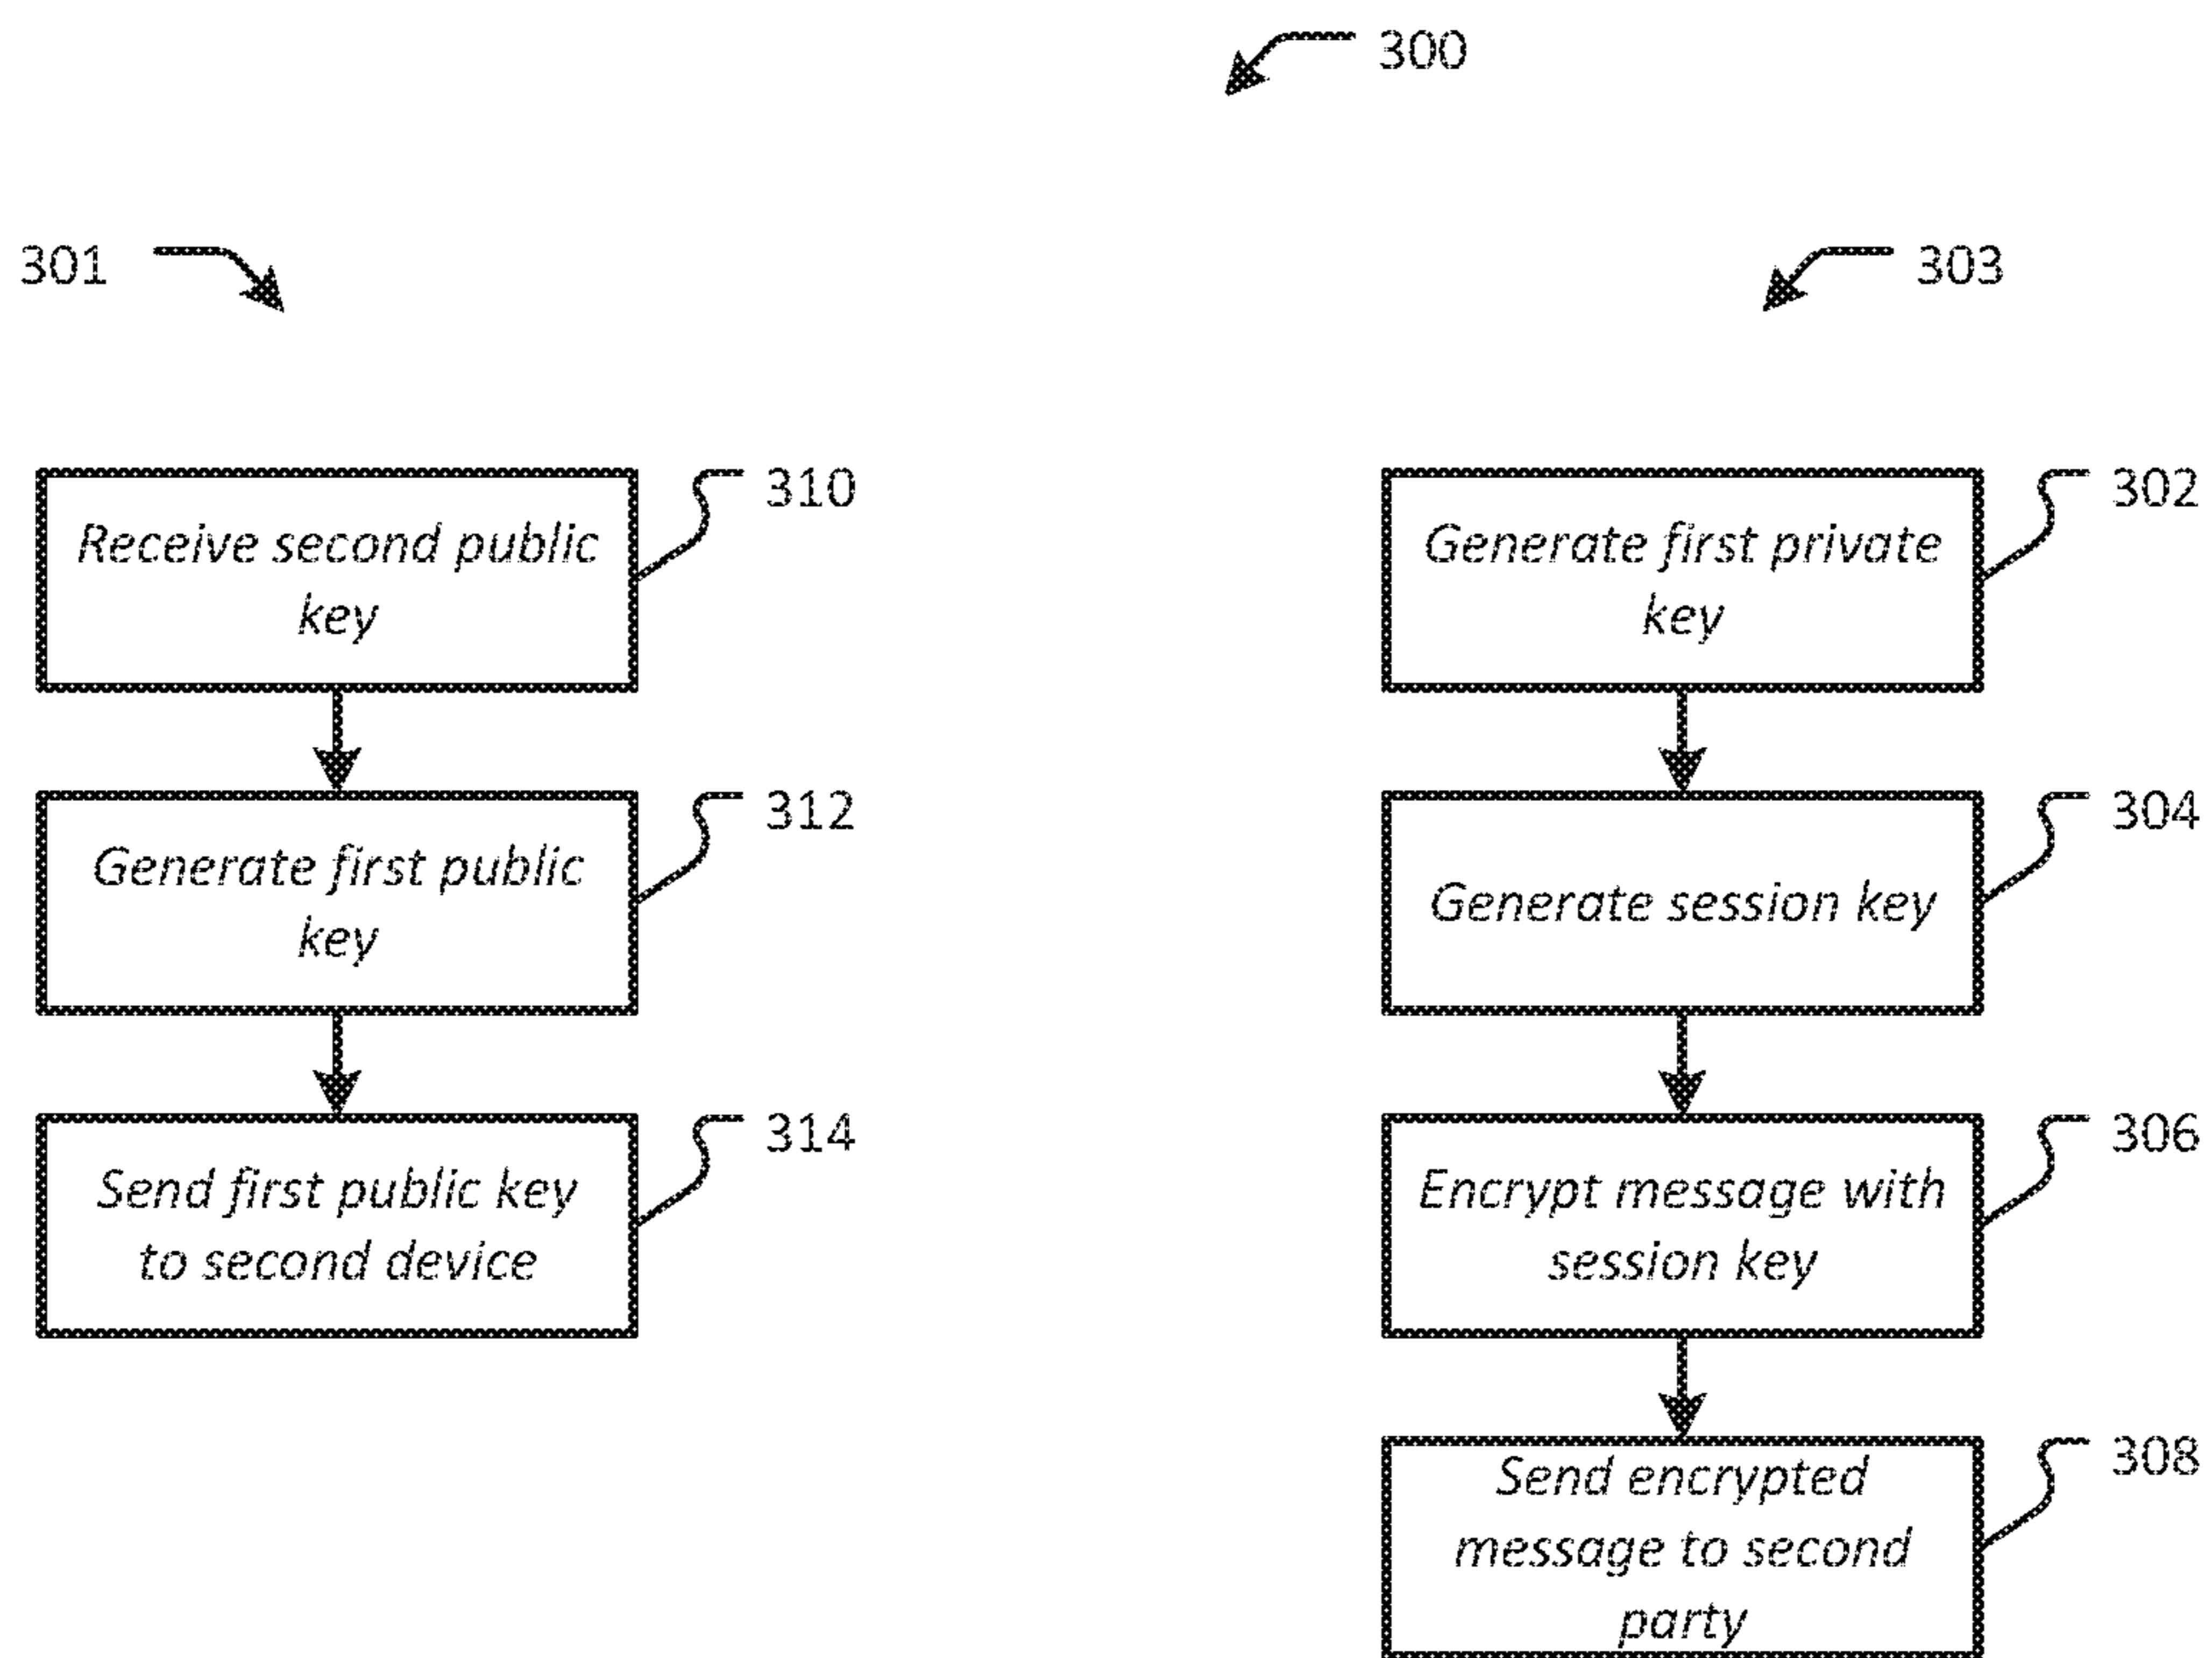 300
301
303
310
Receive second public
key
312
Generate first public
key
314
Send first public key
to second device
302
Generate first private
key
304
Generate session key
306
Encrypt message with
session key
308
Send encrypted
message to second
party